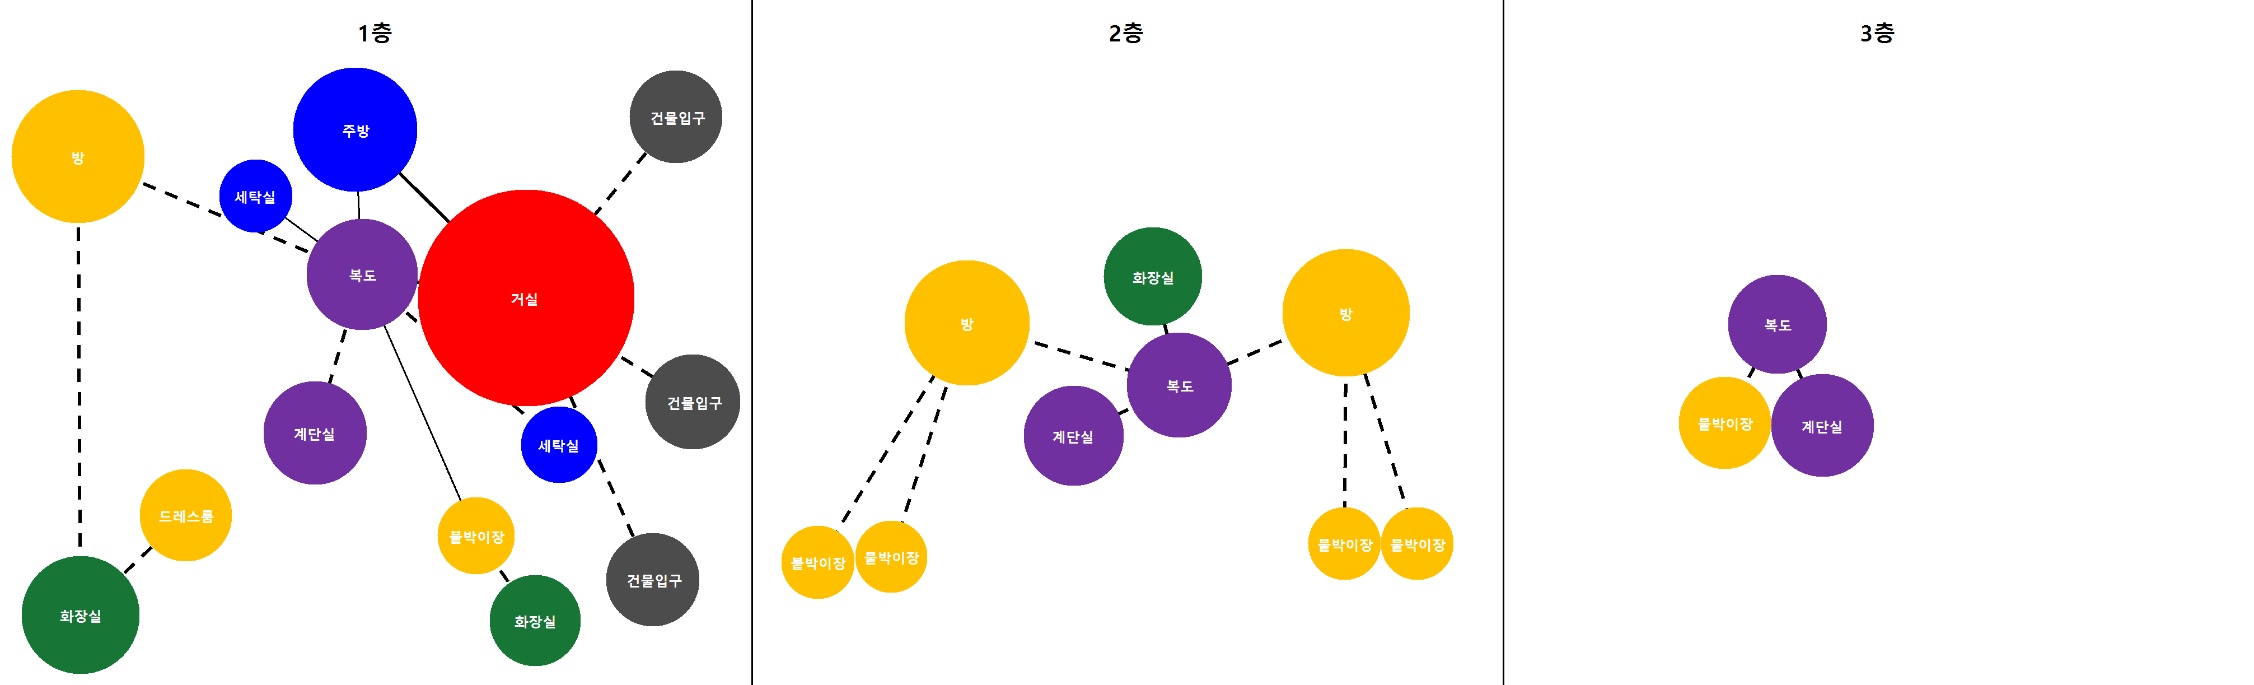 1층
방
주방
건물입구
세탁실
복도
거실
건물입구
계단실
세탁실
드레스룸
붙박이장
건물입구
화장실
화장실
2층
화장실
방
방
복도
계단실
붙박이장
붙박이장
붙박이장
붙박이장
3층
복도
붙박이장
계단실